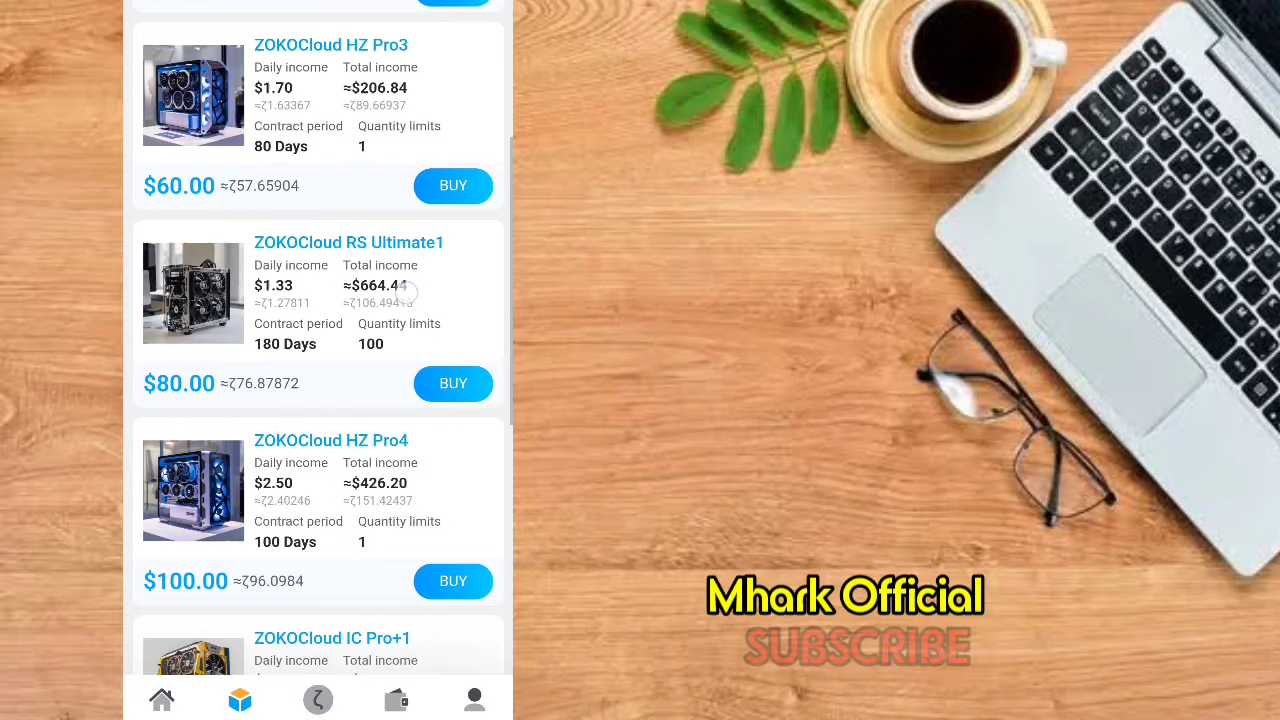 ZOKOCloud HZ Pro3
Daily income Total income
$1.70 ≈$206.84
≈ζ1.63367 ≈ζ89.66937
Contract period Quantity limits
80 Days 1
$60.00 ≈ζ57.65904 BUY
ZOKOCloud RS Ultimate1
Daily income Total income
$1.33 ≈$664.44
≈ζ1.27811
Contract period Quantity limits
180 Days 100
$80.00 ≈ζ76.87872 BUY
ZOKOCloud HZ Pro4
Daily income Total income
$2.50 ≈$426.20
≈ζ2.40246 ≈ζ151.42437
Contract period Quantity limits
100 Days 1
$100.00 ≈ζ96.0984 BUY
ZOKOCloud IC Pro+1
Daily income Total income
ζ
Mhark Official
SUBSCRIBE